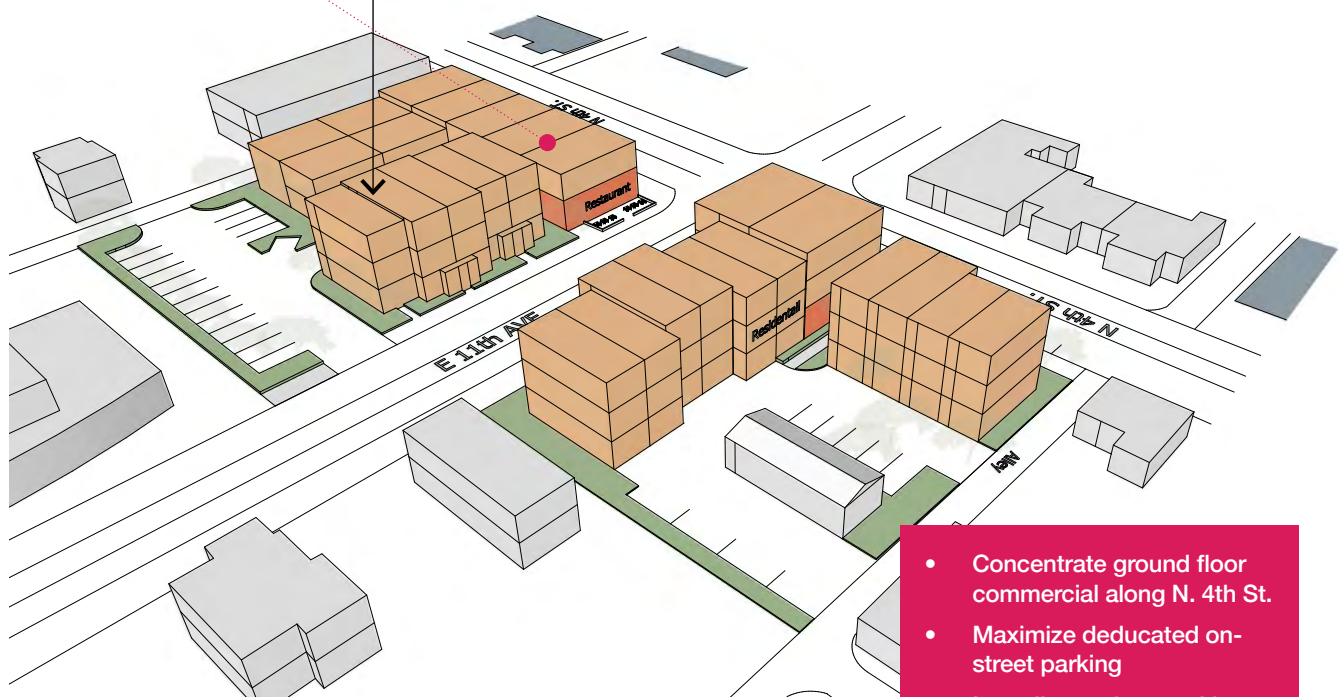 N 4th St.
Restaurant
Residentail
E 11th AVE
N 4th St.
Alley
• Concentrate ground floor
commercial along N. 4th St.
• Maximize deducated on-
street parking